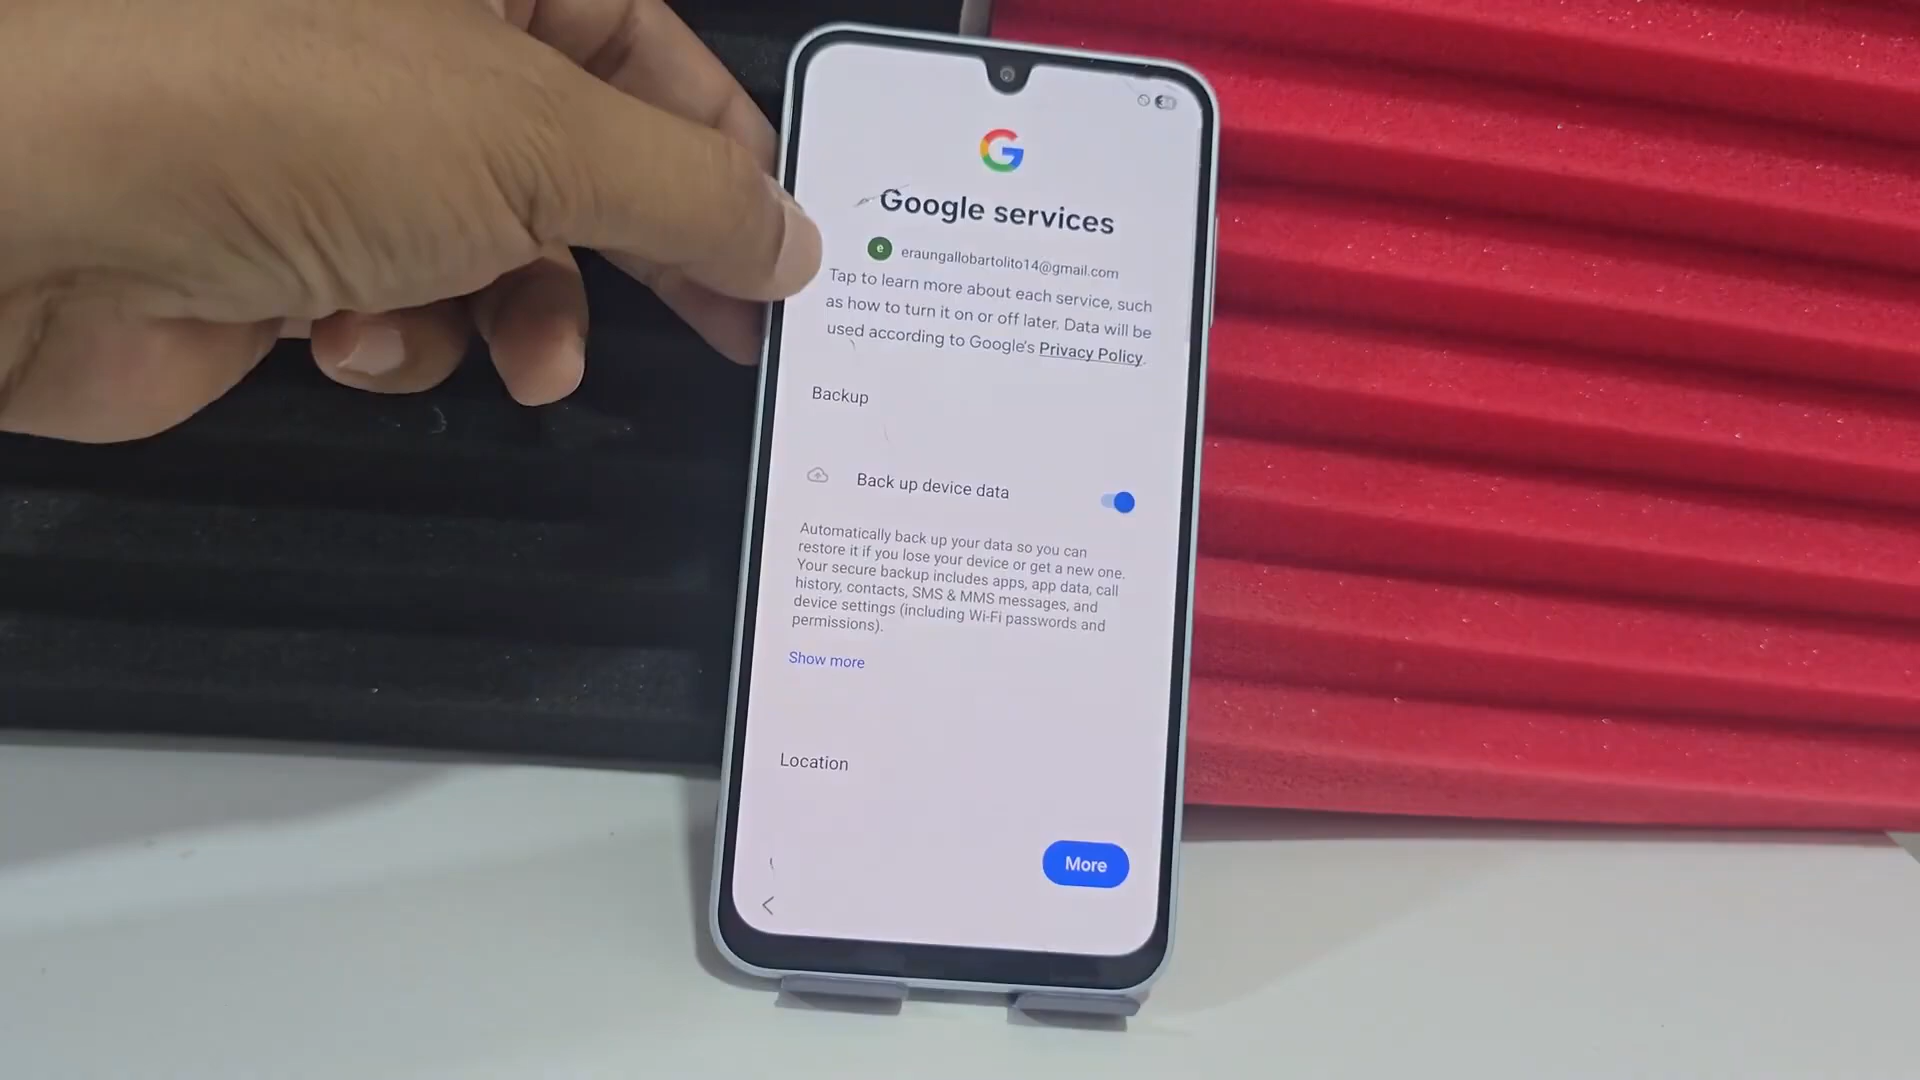 Google services
e
eraungallobartolito14@gmail.com
Tap to learn more about each service, such
as how to turn it on or off later. Data will be
used according to Google's Privacy Policy.
Backup
Back up device data
Automatically back up your data so you can
restore it if you lose your device or get a new one.
Your secure backup includes apps, app data, call
history, contacts, SMS & MMS messages, and
device settings (including Wi-Fi passwords and
permissions).
Show more
Location
More